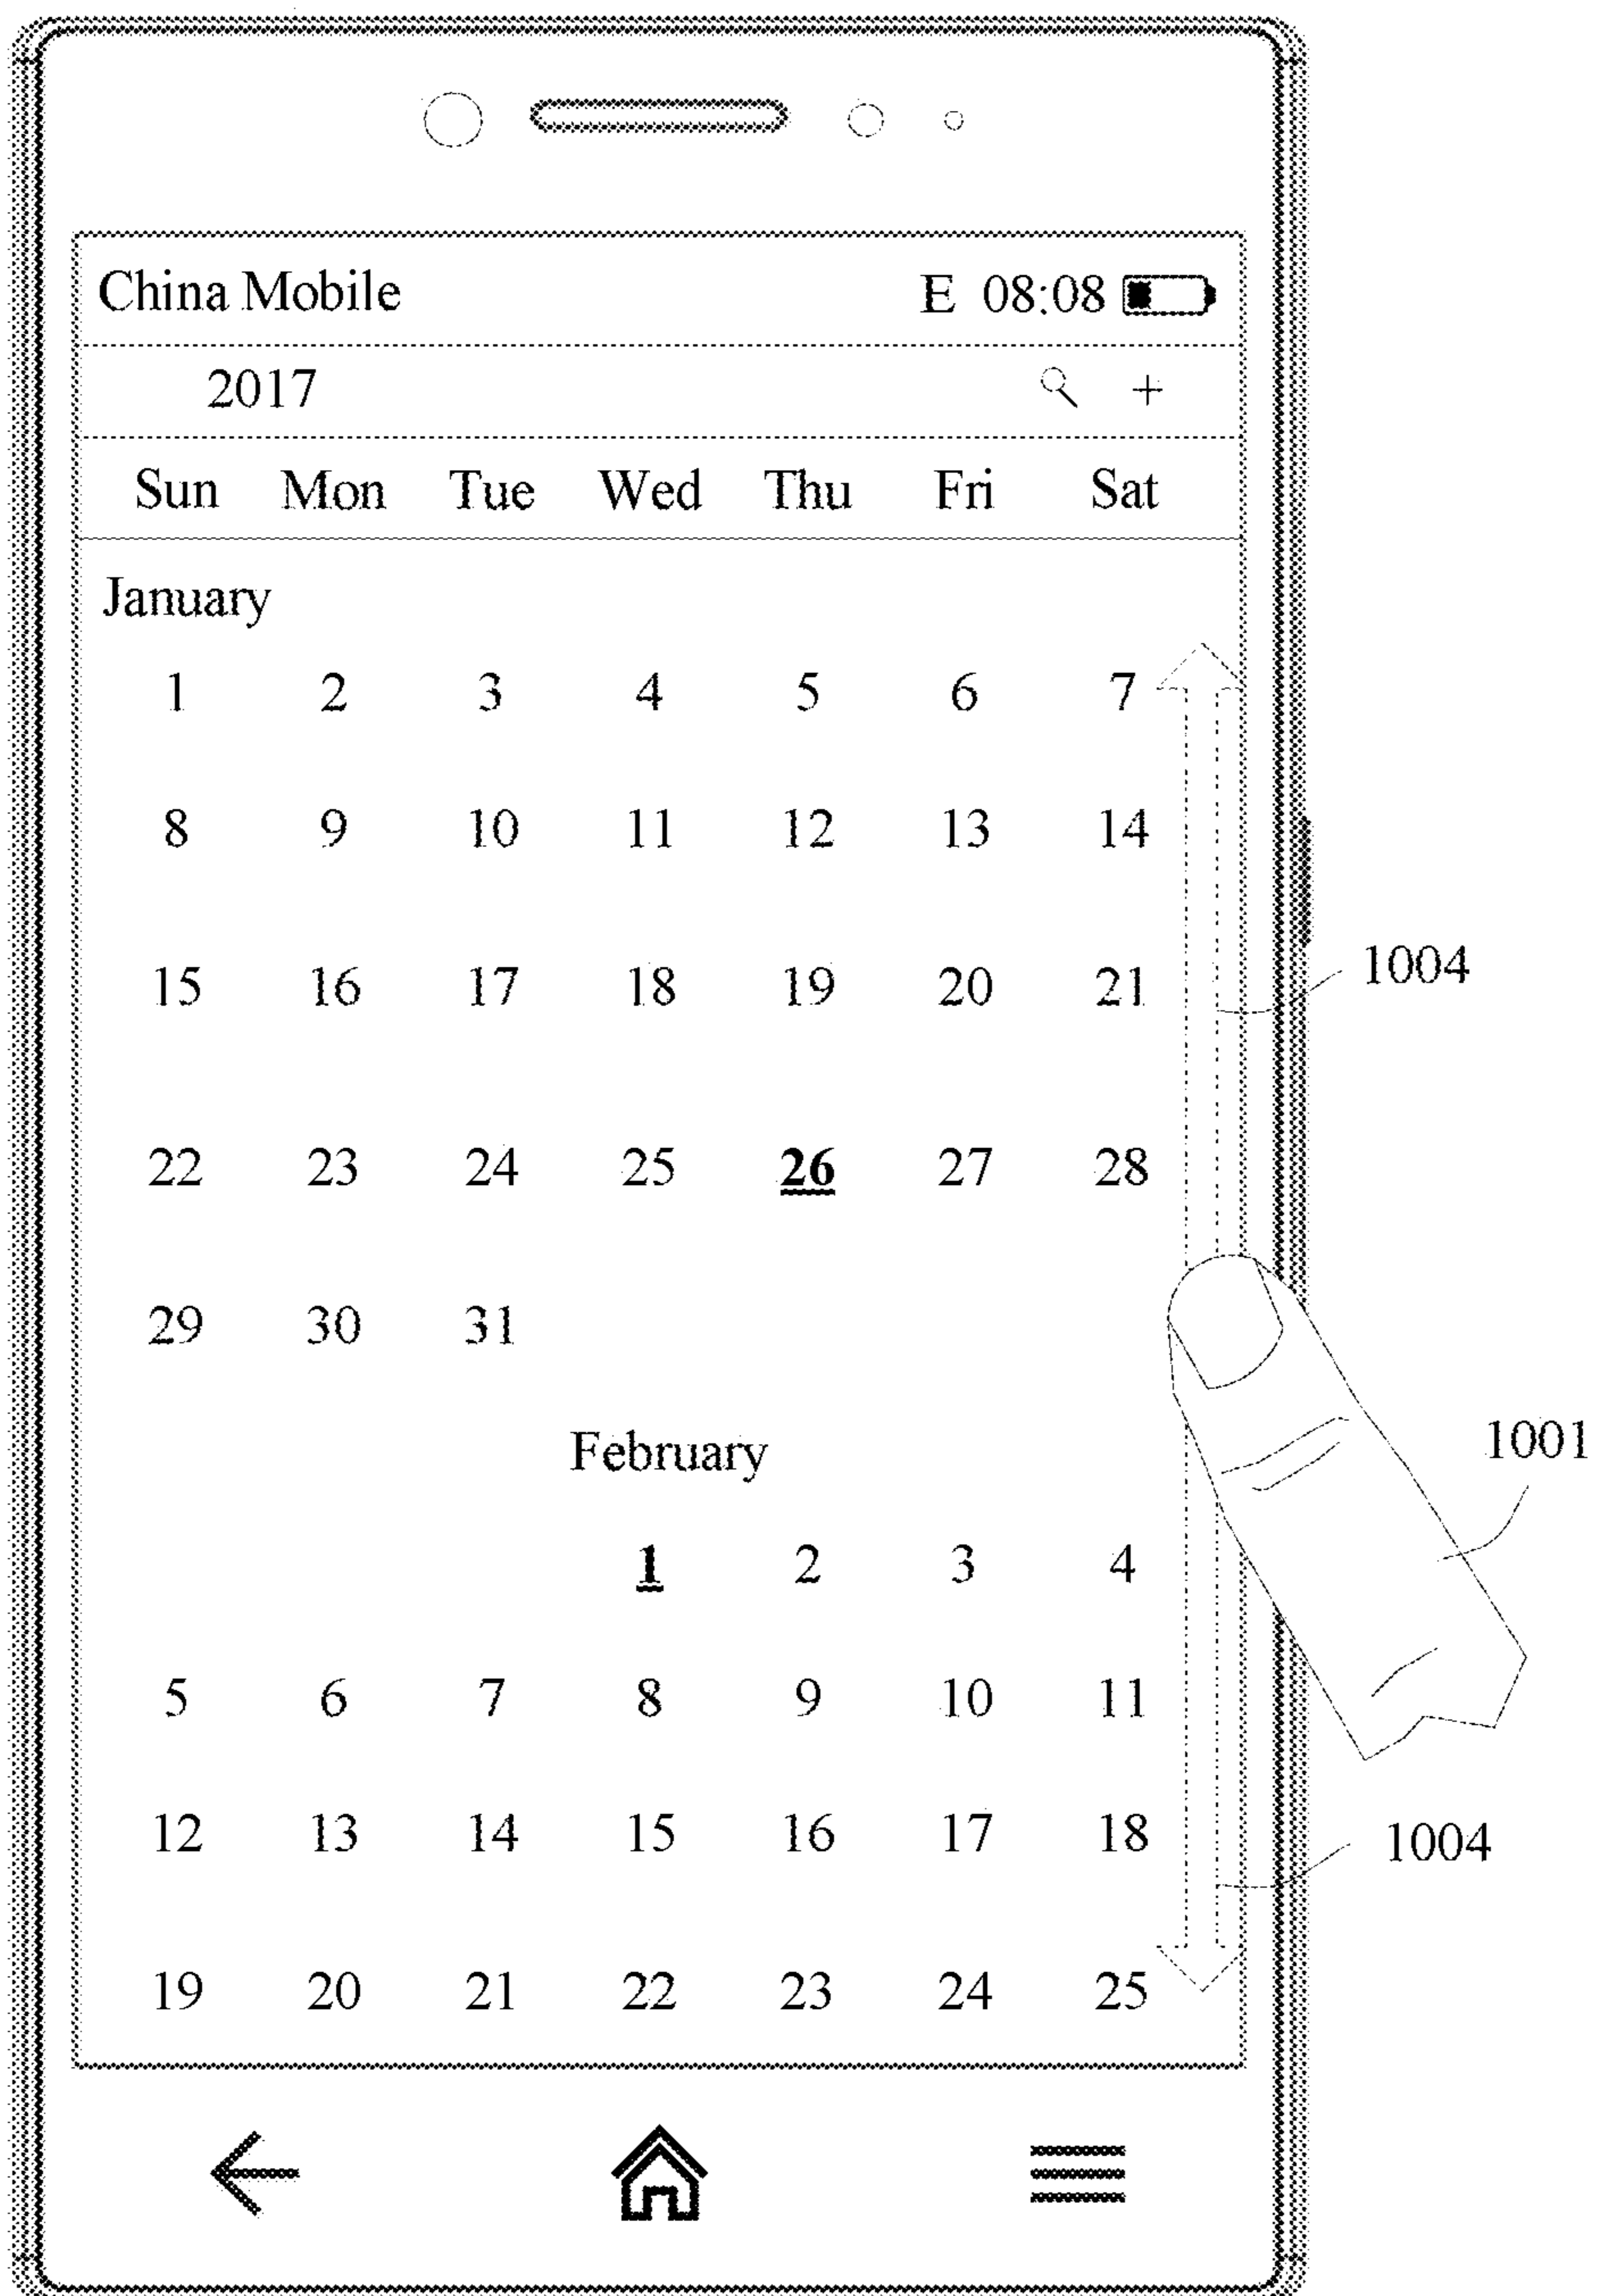 China Mobile E 08:08
2017 +
Sun Mon Tue Wed Thu Fri Sat
January
1 2 3 4 5 6 7
8 9 10 11 12 13 14
15 16 17 18 19 20 21
1004
22 23 24 25 26 27 28
29 30 31
1001
February
1 2 3 4
5 6 7 8 9 10 11
12 13 14 15 16 17 18
1004
19 20 21 22 23 24 25